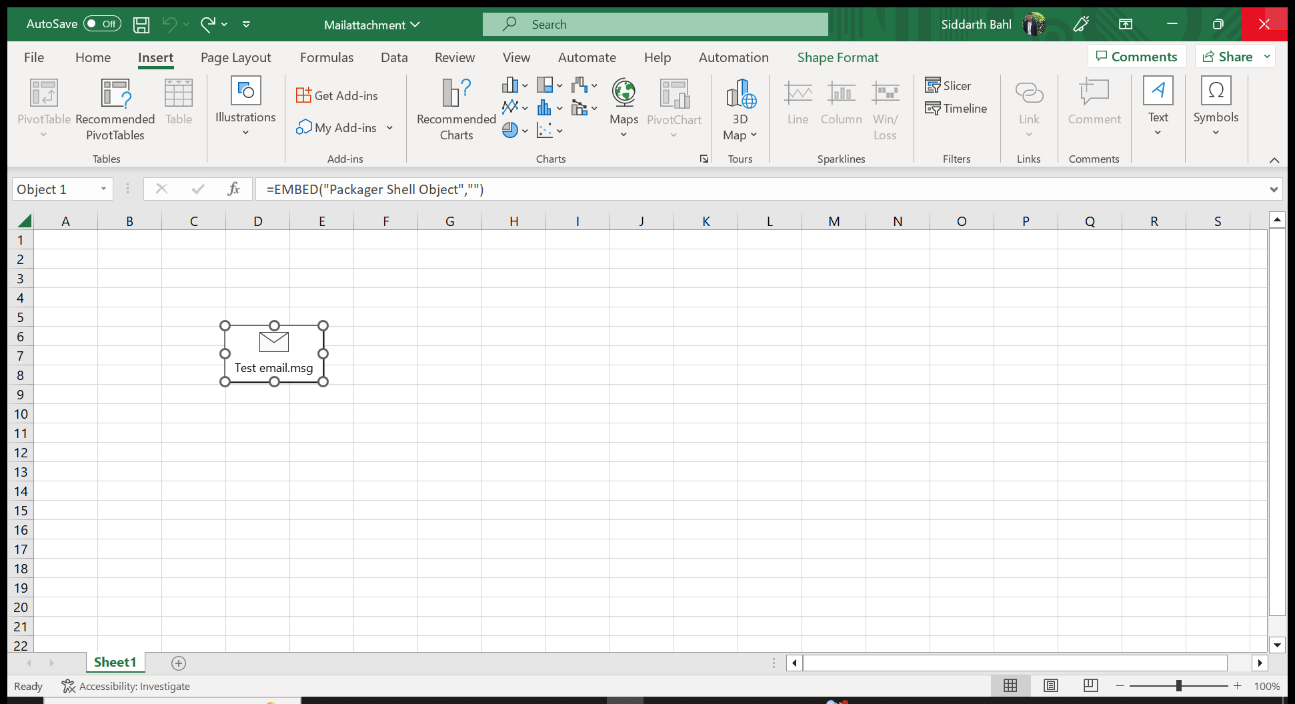 AutoSave Off Mailattachment Search Siddarth Bahl
File Home Insert Page Layout Formulas Data Review View Automate Help Automation Shape Format Comments Share
PivotTable Recommended PivotTables Table Illustrations Get Add-ins My Add-ins Recommended Charts Maps PivotChart 3D Map Line Column Win/Loss Slicer Timeline Link Comment Text Symbols
Tables Add-ins Charts Tours Sparklines Filters Links Comments
Object 1 fx =EMBED("Packager Shell Object","")
A B C D E F G H I J K L M N O P Q R S
1
2
3
4
5
6
7
Test email.msg
8
9
10
11
12
13
14
15
16
17
18
19
20
21
22
Sheet1
Ready Accessibility: Investigate 100%